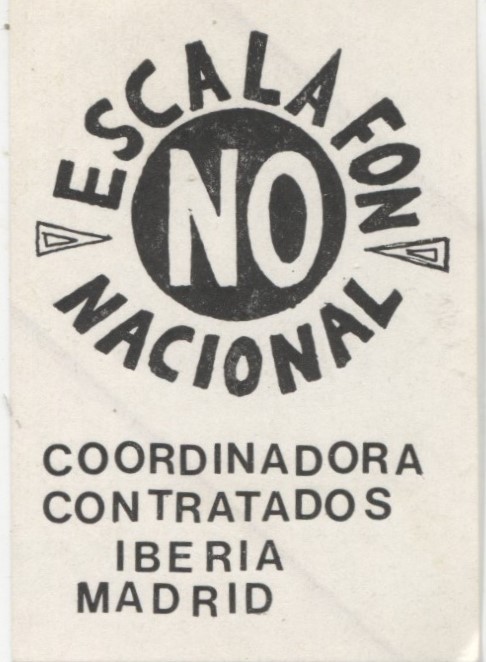 ESCALAFON
NO
NACIONAL
COORDINADORA
CONTRATADOS
IBERIA
MADRID